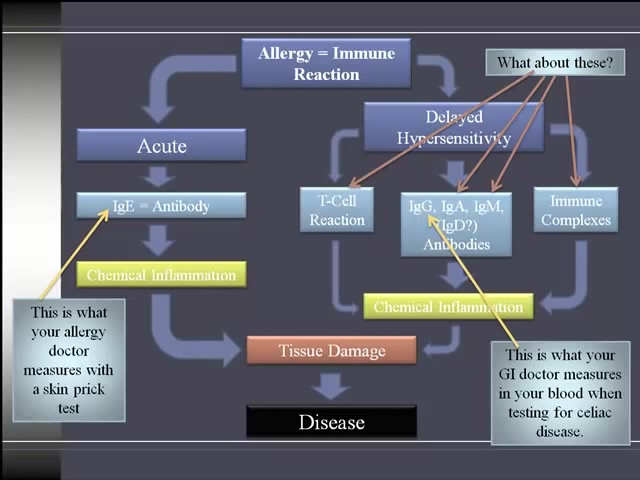 Allergy = Immune
Reaction
What about these?
Acute
Delayed
Hypersensitivity
IgE = Antibody
T-Cell
Reaction
IgG, IgA, IgM,
(IgD?)
Antibodies
Immune
Complexes
Chemical Inflammation
Chemical Inflammation
This is what
your allergy
doctor
measures with
a skin prick
test
Tissue Damage
This is what your
GI doctor measures
in your blood when
testing for celiac
disease.
Disease